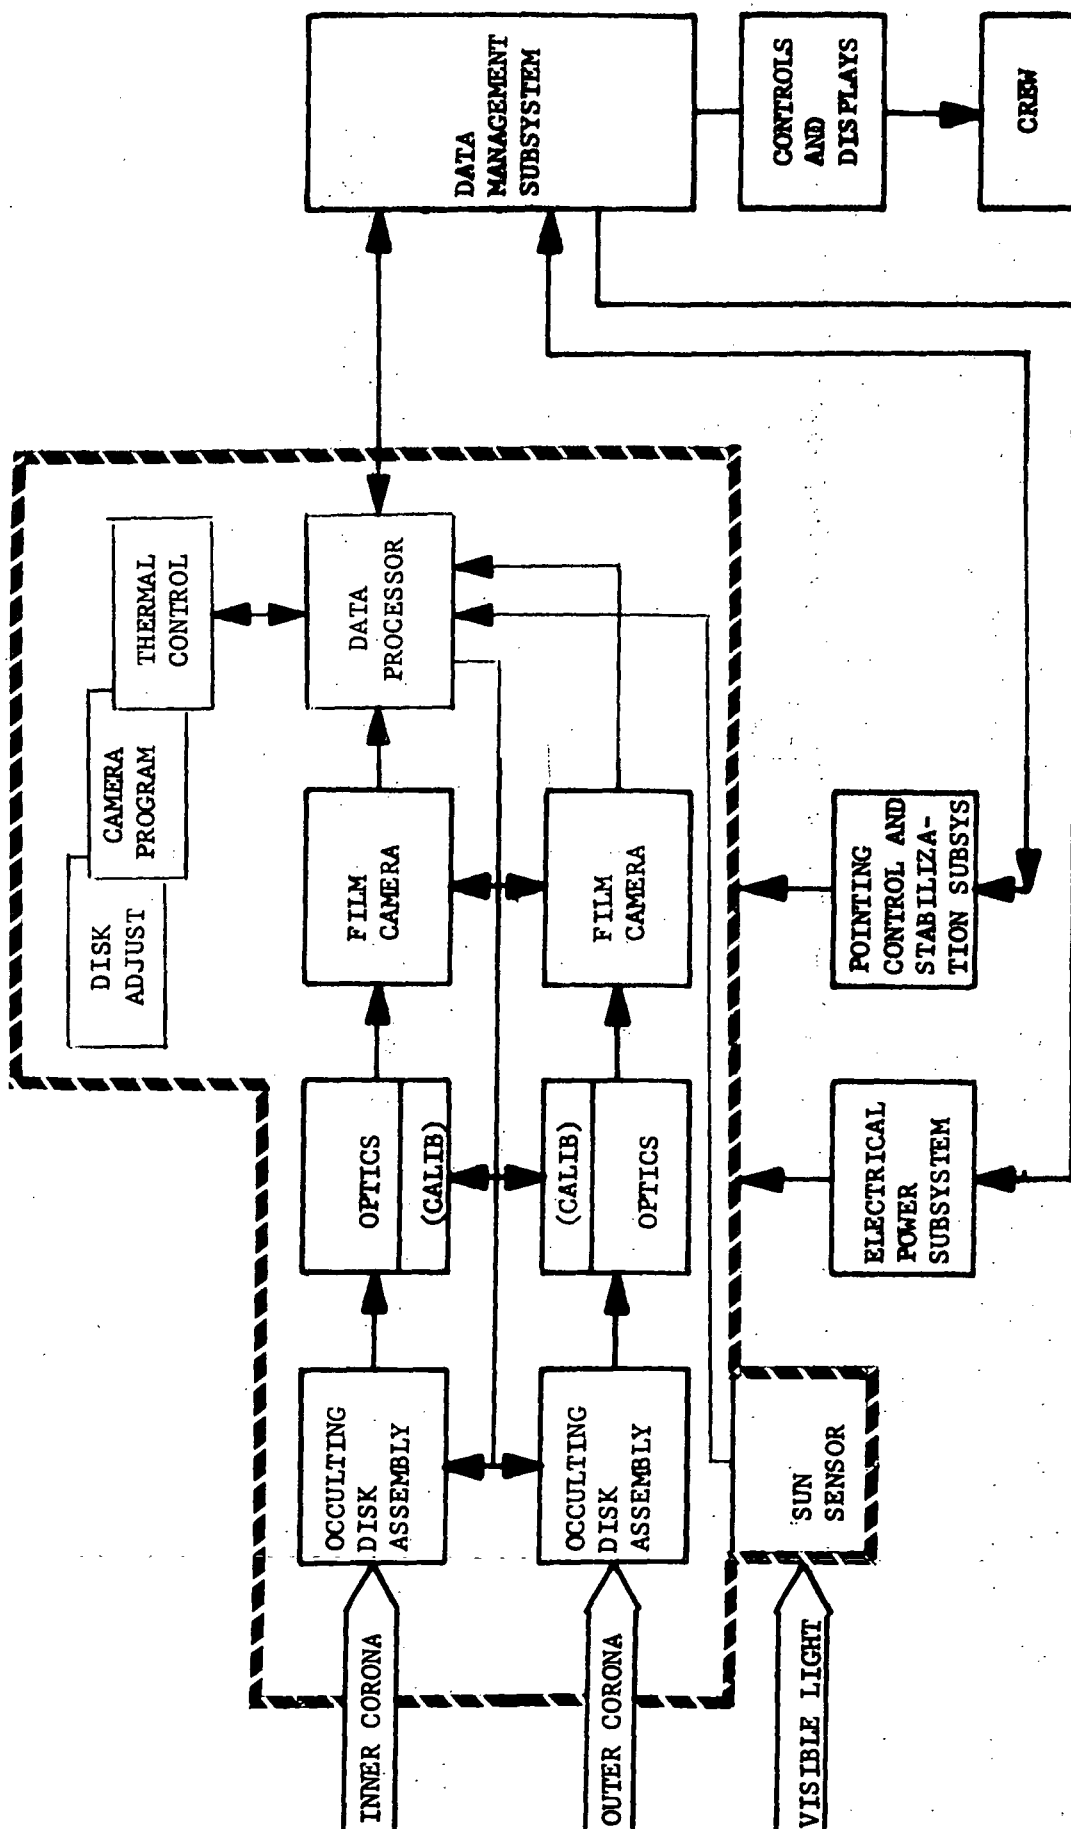 INNER CORONA
OCCULTING
DISK
ASSEMBLY
OPTICS
(CALIB)
FILM
CAMERA
DATA
PROCESSOR
DISK
ADJUST
CAMERA
PROGRAM
THERMAL
CONTROL
OUTER CORONA
OCCULTING
DISK
ASSEMBLY
(CALIB)
OPTICS
FILM
CAMERA
VISIBLE LIGHT
SUN
SENSOR
ELECTRICAL
POWER
SUBSYSTEM
POINTING
CONTROL AND
STABILIZA-
TION SUBSYS
DATA
MANAGEMENT
SUBSYSTEM
CONTROLS
AND
DISPLAYS
CREW